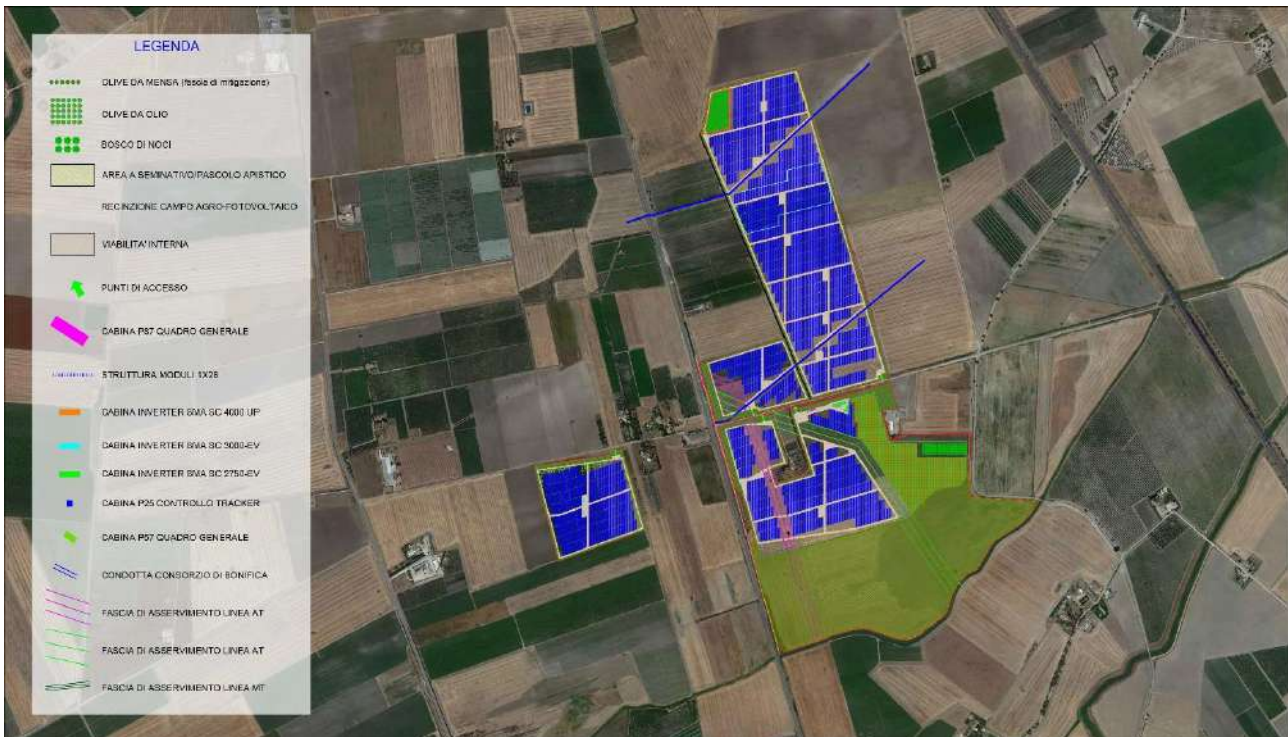 LEGENDA
OLIVE DA MENSA (fascia di mitigazione)
OLIVE DA OLIO
BOSCO DI NOCI
AREA A SEMINATIVO/PASCOLO APISTICO
RECINZIONE CAMPO AGRO-FOTOVOLTAICO
VIABILITA' INTERNA
PUNTI DI ACCESSO
CABINA P87 QUADRO GENERALE
STRUTTURA MODULI 1X28
CABINA INVERTER SMA SC 4000 UP
CABINA INVERTER SMA SC 3000-EV
CABINA INVERTER SMA SC 2750-EV
CABINA P25 CONTROLLO TRACKER
CABINA P57 QUADRO GENERALE
CONDOTTA CONSORZIO DI BONIFICA
FASCIA DI ASSERVIMENTO LINEA AT
FASCIA DI ASSERVIMENTO LINEA AT
FASCIA DI ASSERVIMENTO LINEA MT